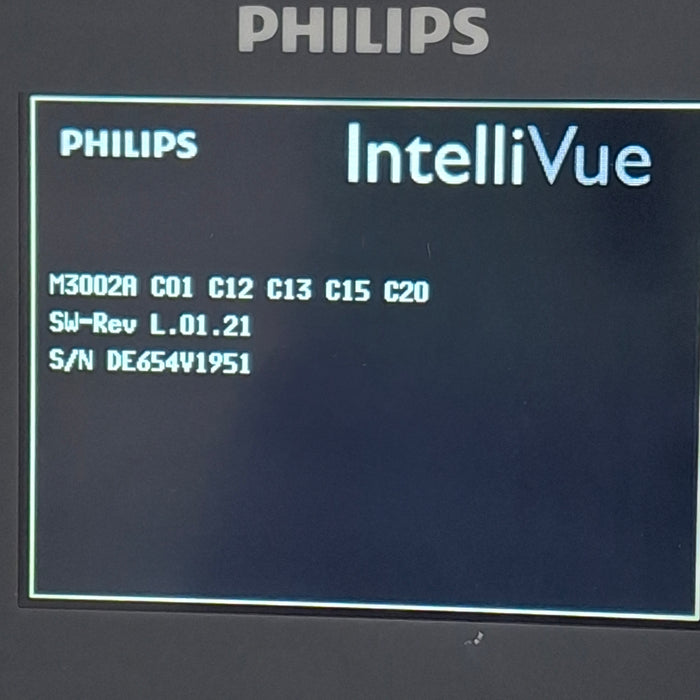 PHILIPS
PHILIPS IntelliVue
M3002A C01 C12 C13 C15 C20
SW-Rev L.01.21
S/N DE654V1951